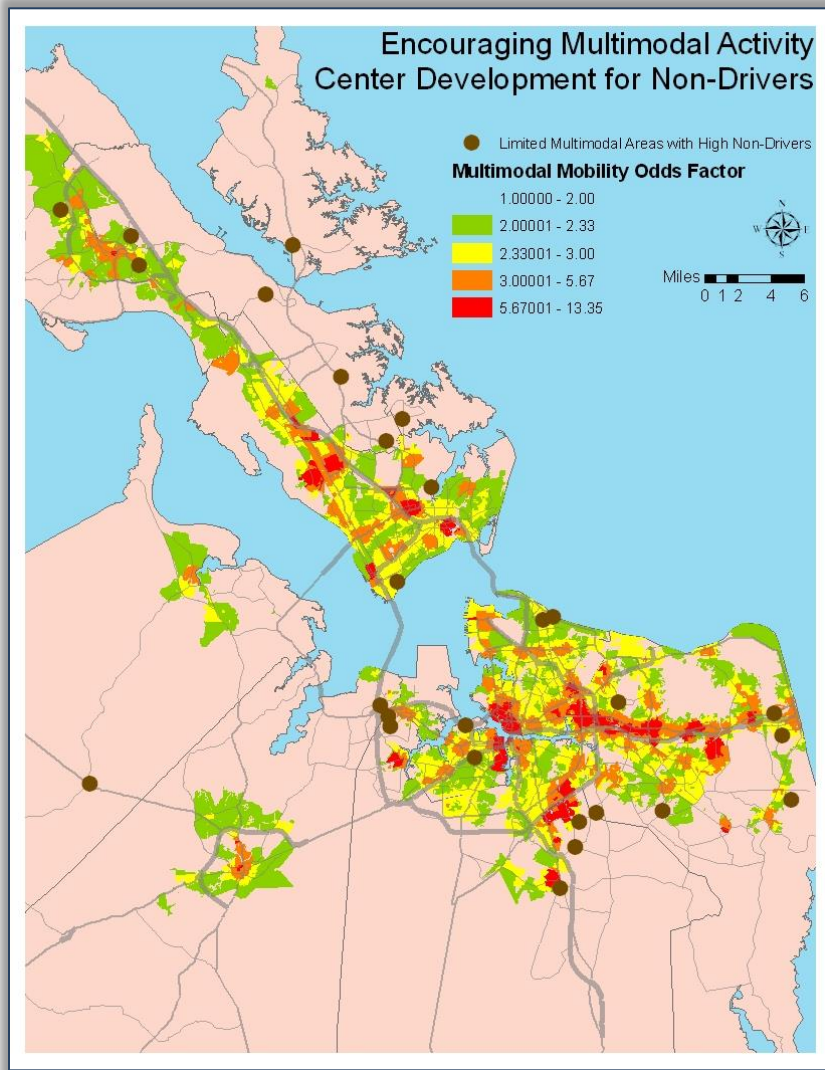 Encouraging Multimodal Activity
Center Development for Non-Drivers
Limited Multimodal Areas with High Non-Drivers
Multimodal Mobility Odds Factor
1.00000 - 2.00
2.00001 - 2.33
2.33001 - 3.00
3.00001 - 5.67
5.67001 - 13.35
N
W E
S
Miles
0 1 2 4 6